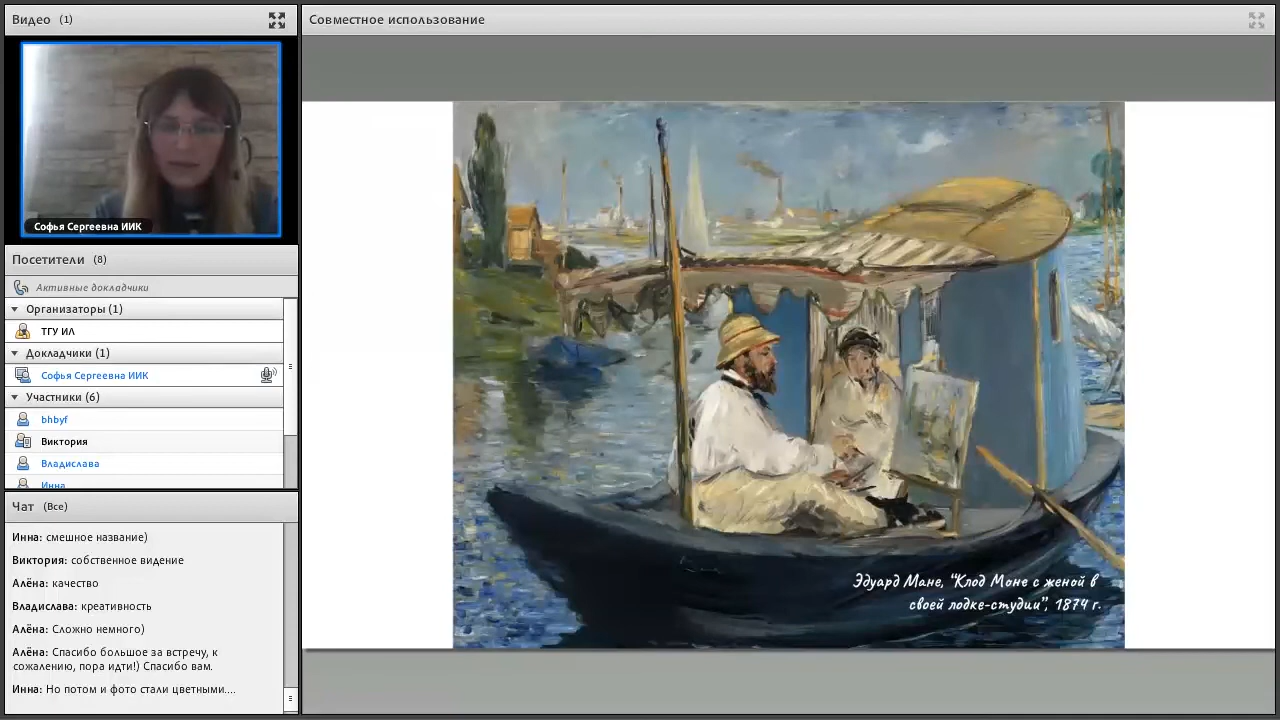 Видео (1)
Софья Сергеевна ИИК
Посетители (8)
Активные докладчики
Организаторы (1)
ТГУ ИЛ
Докладчики (1)
Софья Сергеевна ИИК
Участники (6)
bhbyf
Виктория
Владислава
Инна
Чат (Все)
Инна: смешное название)
Виктория: собственное видение
Алёна: качество
Владислава: креативность
Алёна: Сложно немного)
Алёна: Спасибо большое за встречу, к
сожалению, пора идти!) Спасибо вам.
Инна: Но потом и фото стали цветными....
Совместное использование
Эдуард Мане, “Клод Моне с женой в
своей лодке-студии”, 1874 г.